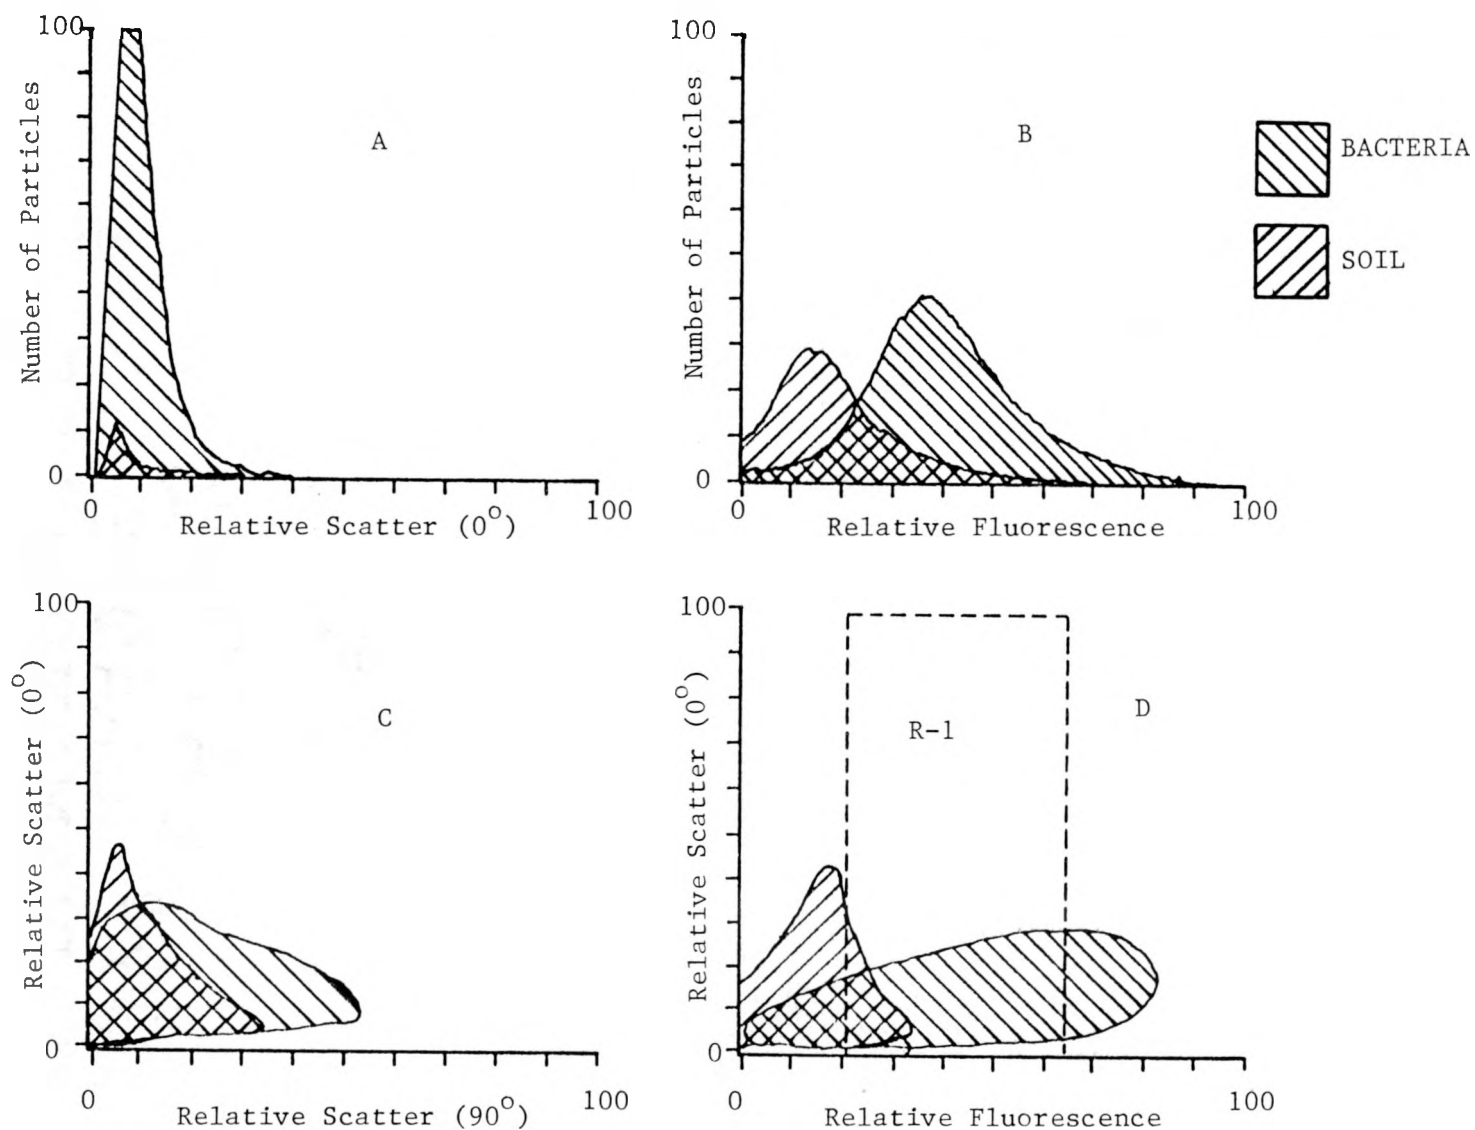 100
Number of Particles
A
0
0
100
Relative Scatter (0°)
100
Number of Particles
B
0
0
100
Relative Fluorescence
BACTERIA
SOIL
100
Relative Scatter (0°)
C
0
0
100
Relative Scatter (90°)
100
Relative Scatter (0°)
R-1
D
0
0
100
Relative Fluorescence